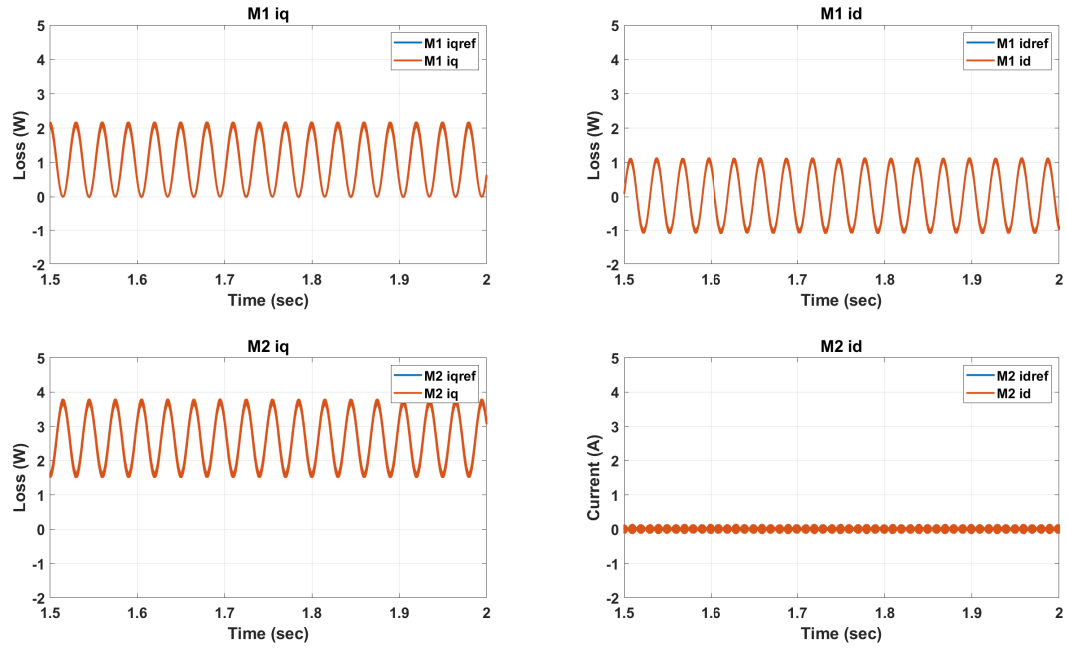 M1 iq
5
4
3
2
1
0
-1
-2
Loss (W)
M1 iqref
M1 iq
1.5 1.6 1.7 1.8 1.9 2
Time (sec)
M1 id
5
4
3
2
1
0
-1
-2
Loss (W)
M1 idref
M1 id
1.5 1.6 1.7 1.8 1.9 2
Time (sec)
M2 iq
5
4
3
2
1
0
-1
-2
Loss (W)
M2 iqref
M2 iq
1.5 1.6 1.7 1.8 1.9 2
Time (sec)
M2 id
5
4
3
2
1
0
-1
-2
Current (A)
M2 idref
M2 id
1.5 1.6 1.7 1.8 1.9 2
Time (sec)